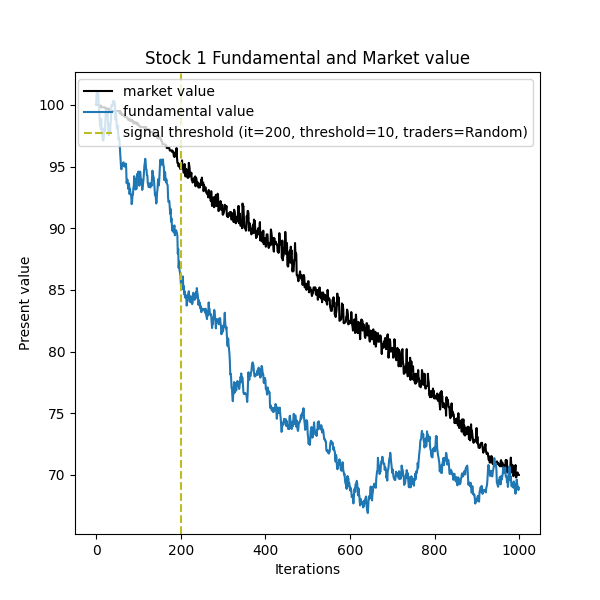 Stock 1 Fundamental and Market value
market value
fundamental value
signal threshold (it=200, threshold=10, traders=Random)
100
95
90
85
80
75
70
Present value
0
200
400
600
800
1000
Iterations